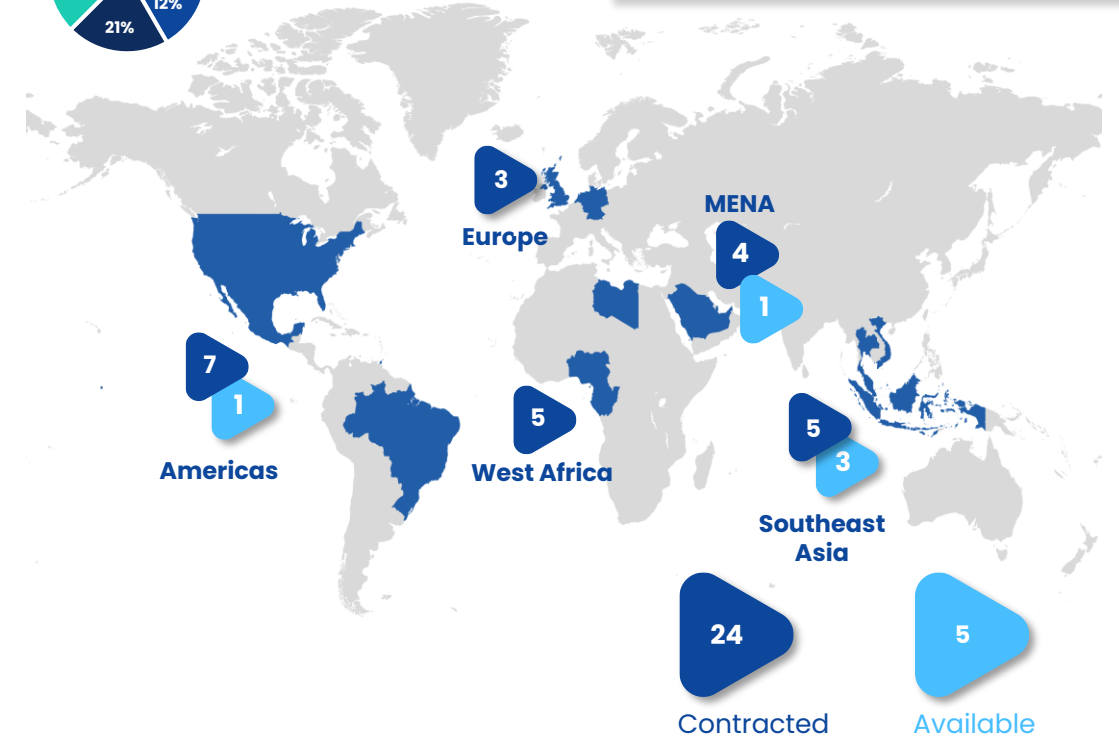 12%
21%
3
Europe
MENA
4
1
7
1
Americas
5
West Africa
5
3
Southeast
Asia
24
5
Contracted
Available